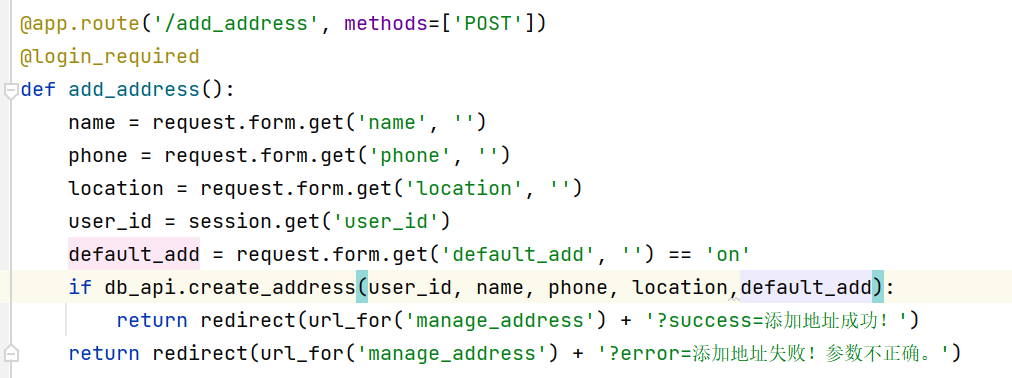 @app.route('/add_address', methods=['POST'])
@login_required
def add_address():
    name = request.form.get('name', '')
    phone = request.form.get('phone', '')
    location = request.form.get('location', '')
    user_id = session.get('user_id')
    default_add = request.form.get('default_add', '') == 'on'
    if db_api.create_address(user_id, name, phone, location,default_add):
        return redirect(url_for('manage_address') + '?success=添加地址成功！')
    return redirect(url_for('manage_address') + '?error=添加地址失败！参数不正确。')